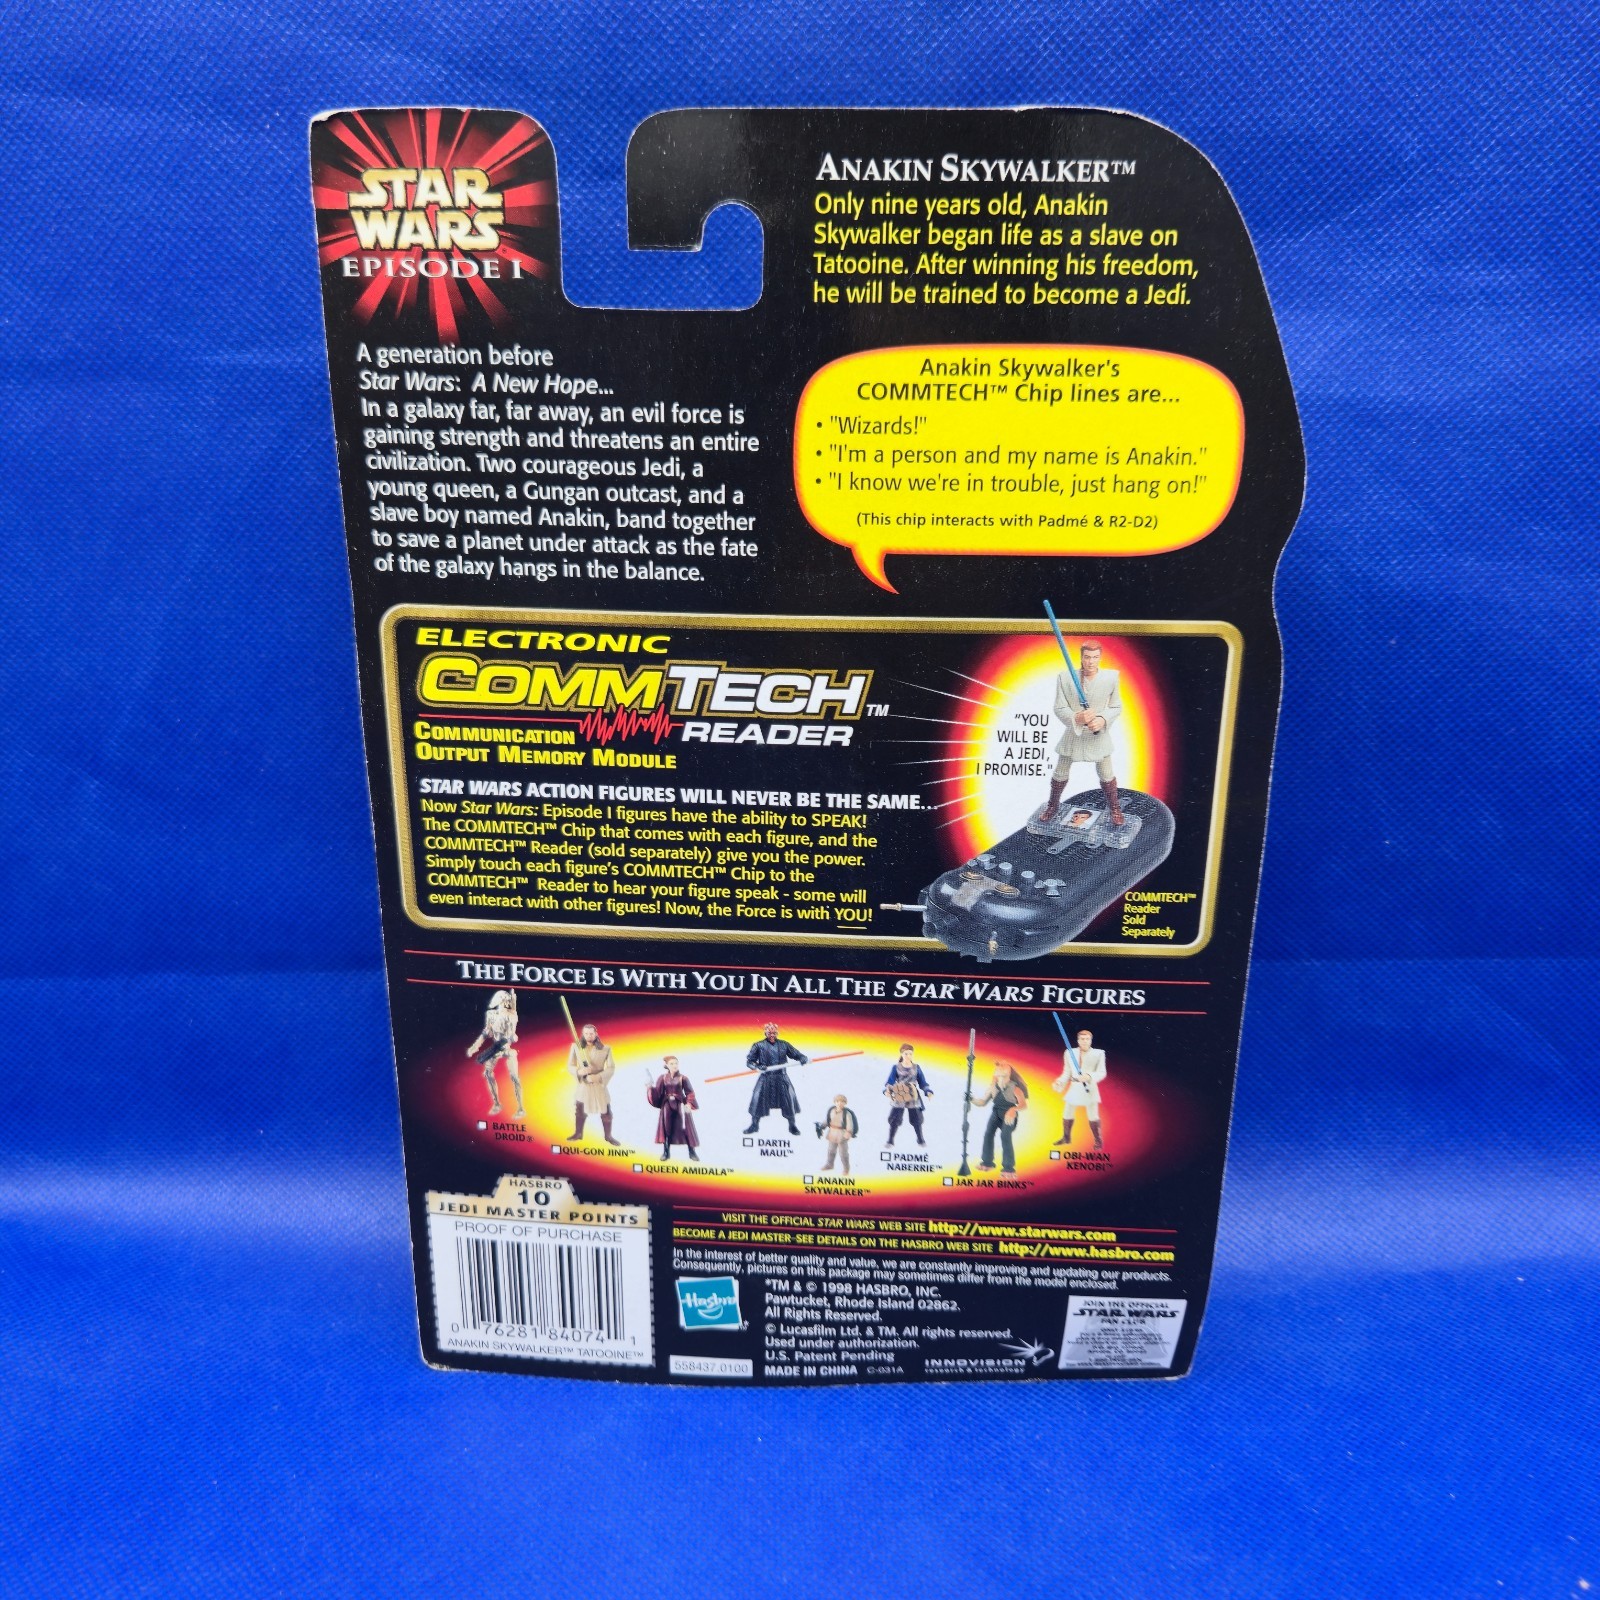 STAR
WARS
EPISODE I
ANAKIN SKYWALKER™
Only nine years old, Anakin
Skywalker began life as a slave on
Tatooine. After winning his freedom,
he will be trained to become a Jedi.
A generation before
Star Wars: A New Hope...
In a galaxy far, far away, an evil force is
gaining strength and threatens an entire
civilization. Two courageous Jedi, a
young queen, a Gungan outcast, and a
slave boy named Anakin, band together
to save a planet under attack as the fate
of the galaxy hangs in the balance.
Anakin Skywalker's
COMMTECH™ Chip lines are...
• "Wizards!"
• "I'm a person and my name is Anakin."
• "I know we're in trouble, just hang on!"
(This chip interacts with Padmé & R2-D2)
ELECTRONIC
COMMTECH™
READER
COMMUNICATION
OUTPUT MEMORY MODULE
STAR WARS ACTION FIGURES WILL NEVER BE THE SAME...
Now Star Wars: Episode I figures have the ability to SPEAK!
The COMMTECH™ Chip that comes with each figure, and the
COMMTECH™ Reader (sold separately) give you the power.
Simply touch each figure's COMMTECH™ Chip to the
COMMTECH™ Reader to hear your figure speak - some will
even interact with other figures! Now, the Force is with YOU!
"YOU
WILL BE
A JEDI,
I PROMISE."
COMMTECH™
Reader
Sold
Separately
THE FORCE IS WITH YOU IN ALL THE STAR WARS FIGURES
BATTLE
DROID®
QUI-GON JINN™
QUEEN AMIDALA™
DARTH
MAUL™
ANAKIN
SKYWALKER™
PADMÉ
NABERRIE™
JAR JAR BINKS™
OBI-WAN
KENOBI™
HASBRO
10
JEDI MASTER POINTS
PROOF OF PURCHASE
0 76281 84074 1
ANAKIN SKYWALKER™ TATOOINE™
VISIT THE OFFICIAL STAR WARS WEB SITE http://www.starwars.com
BECOME A JEDI MASTER-SEE DETAILS ON THE HASBRO WEB SITE http://www.hasbro.com
In the interest of better quality and value, we are constantly improving and updating our products.
Consequently, pictures on this package may sometimes differ from the model enclosed.
Hasbro
*TM & © 1998 HASBRO, INC.
Pawtucket, Rhode Island 02862.
All Rights Reserved.
© Lucasfilm Ltd. & TM. All rights reserved.
Used under authorization.
U.S. Patent Pending
MADE IN CHINA C-031A
558437.0100
INNOVISION
research & technology
JOIN THE OFFICIAL
STAR WARS
FAN CLUB